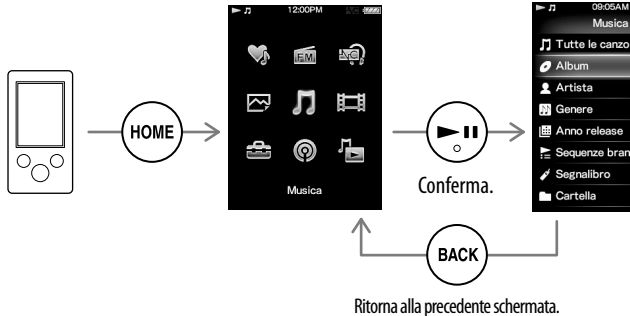 HOME
12:00PM
FM
NC
Musica
Conferma.
09:05AM
Musica
Tutte le canzo
Album
Artista
Genere
Anno release
Sequenze bran
Segnalibro
Cartella
BACK
Ritorna alla precedente schermata.